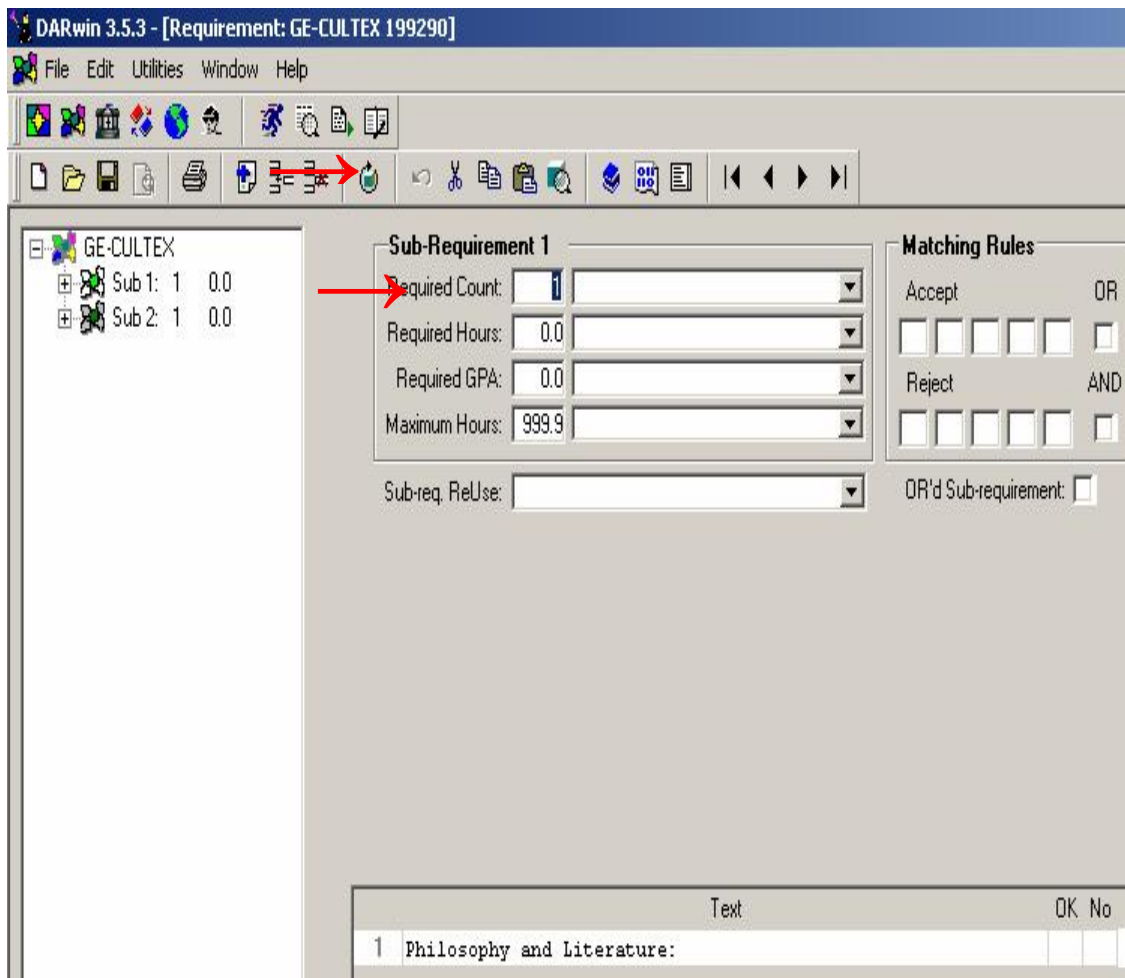 DARwin 3.5.3 - [Requirement: GE-CULTEX 199290]
File Edit Utilities Window Help
GE-CULTEX
Sub 1: 1 0.0
Sub 2: 1 0.0
Sub-Requirement 1
Required Count: 1
Required Hours: 0.0
Required GPA: 0.0
Maximum Hours: 999.9
Sub-req. ReUse:
Matching Rules
Accept OR
Reject AND
OR'd Sub-requirement:
Text OK No
1 Philosophy and Literature: